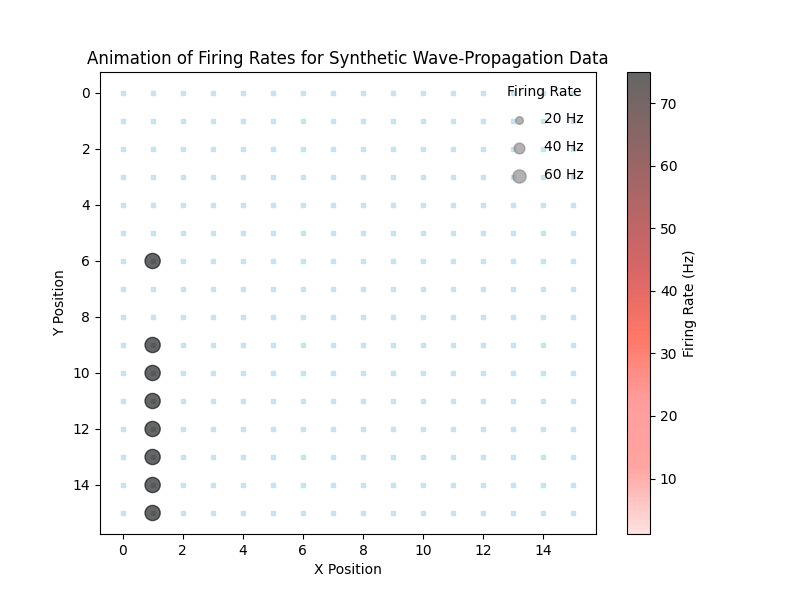 Animation of Firing Rates for Synthetic Wave-Propagation Data
Firing Rate
20 Hz
40 Hz
60 Hz
0
2
4
6
8
10
12
14
Y Position
0 2 4 6 8 10 12 14
X Position
70
60
50
40
30
20
10
Firing Rate (Hz)